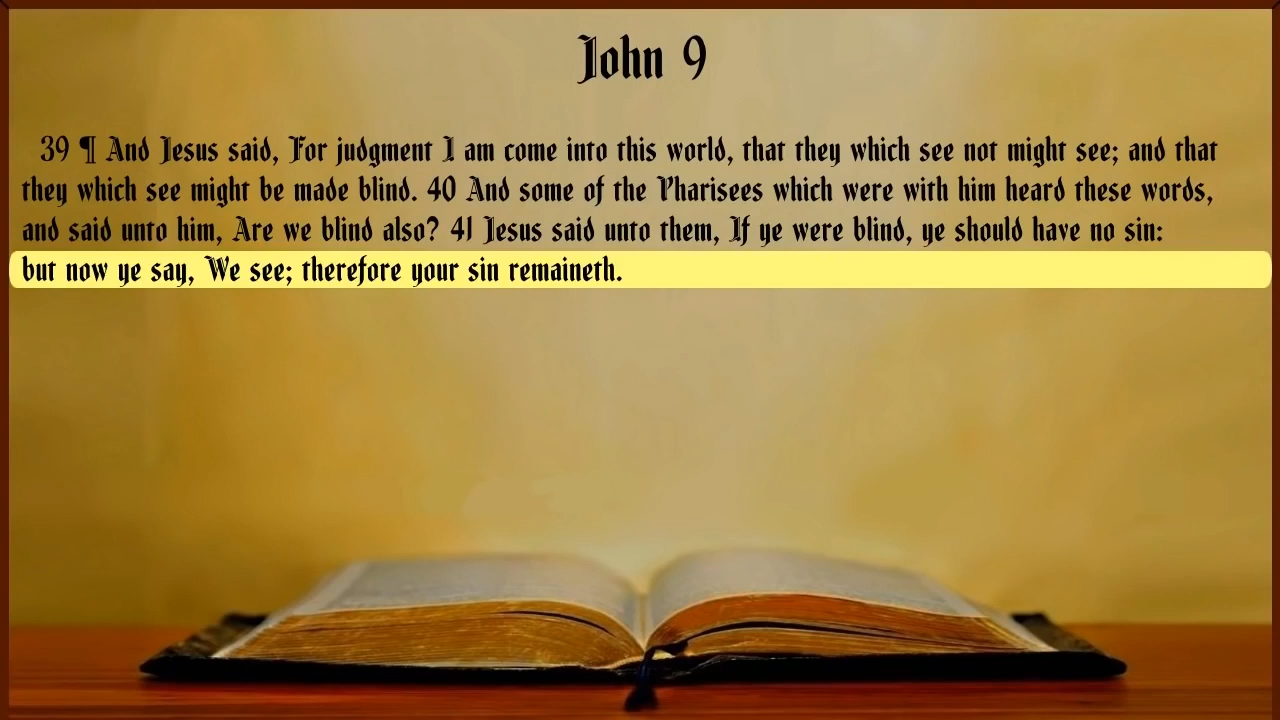 John 9
39 ¶ And Jesus said, For judgment I am come into this world, that they which see not might see; and that
they which see might be made blind. 40 And some of the Pharisees which were with him heard these words,
and said unto him, Are we blind also? 41 Jesus said unto them, If ye were blind, ye should have no sin:
but now ye say, We see; therefore your sin remaineth.